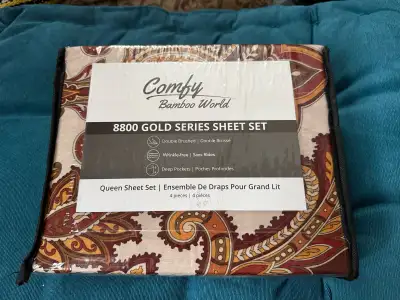 Comfy
Bamboo World
8800 GOLD SERIES SHEET SET
Double Brushed | Double Brossé
Wrinkle-free | Sans Rides
Deep Pockets | Poches Profondes
Queen Sheet Set | Ensemble De Draps Pour Grand Lit
4 pieces | 4 pièces